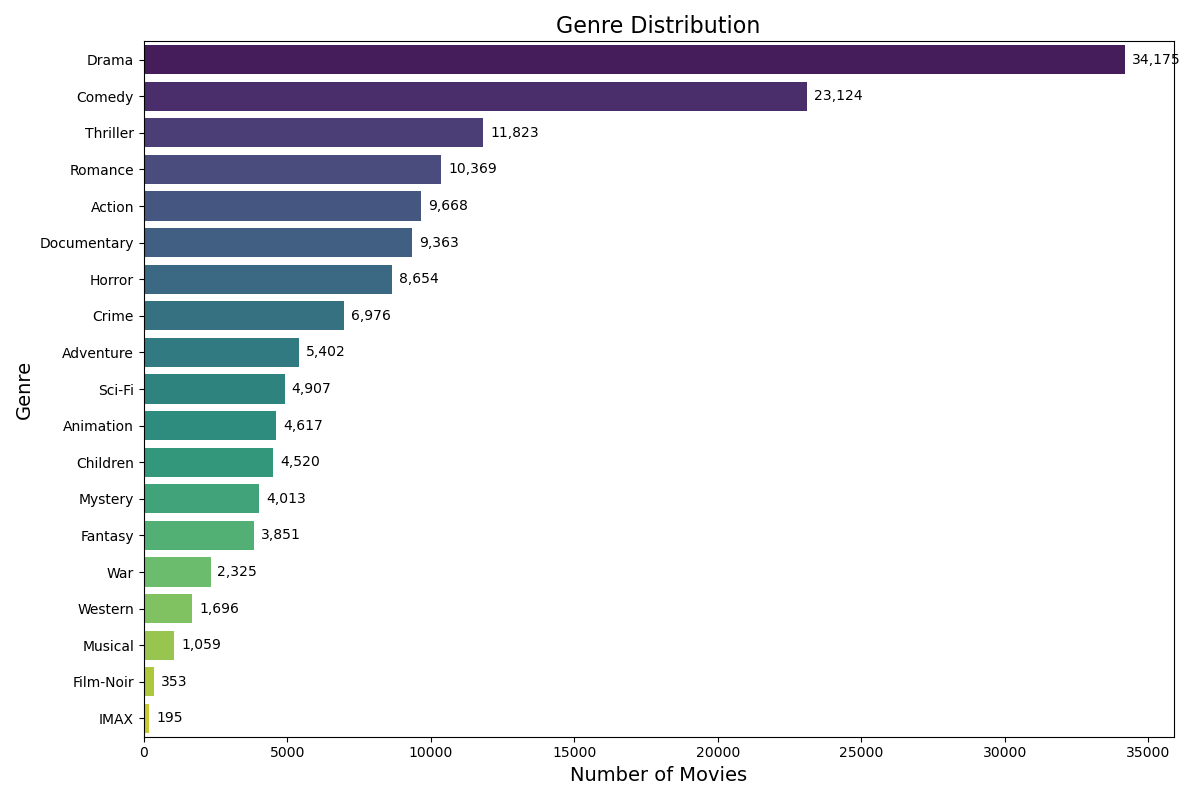 Genre Distribution
Drama 34,175
Comedy 23,124
Thriller 11,823
Romance 10,369
Action 9,668
Documentary 9,363
Horror 8,654
Crime 6,976
Adventure 5,402
Sci-Fi 4,907
Animation 4,617
Children 4,520
Mystery 4,013
Fantasy 3,851
War 2,325
Western 1,696
Musical 1,059
Film-Noir 353
IMAX 195
0 5000 10000 15000 20000 25000 30000 35000
Number of Movies
Genre